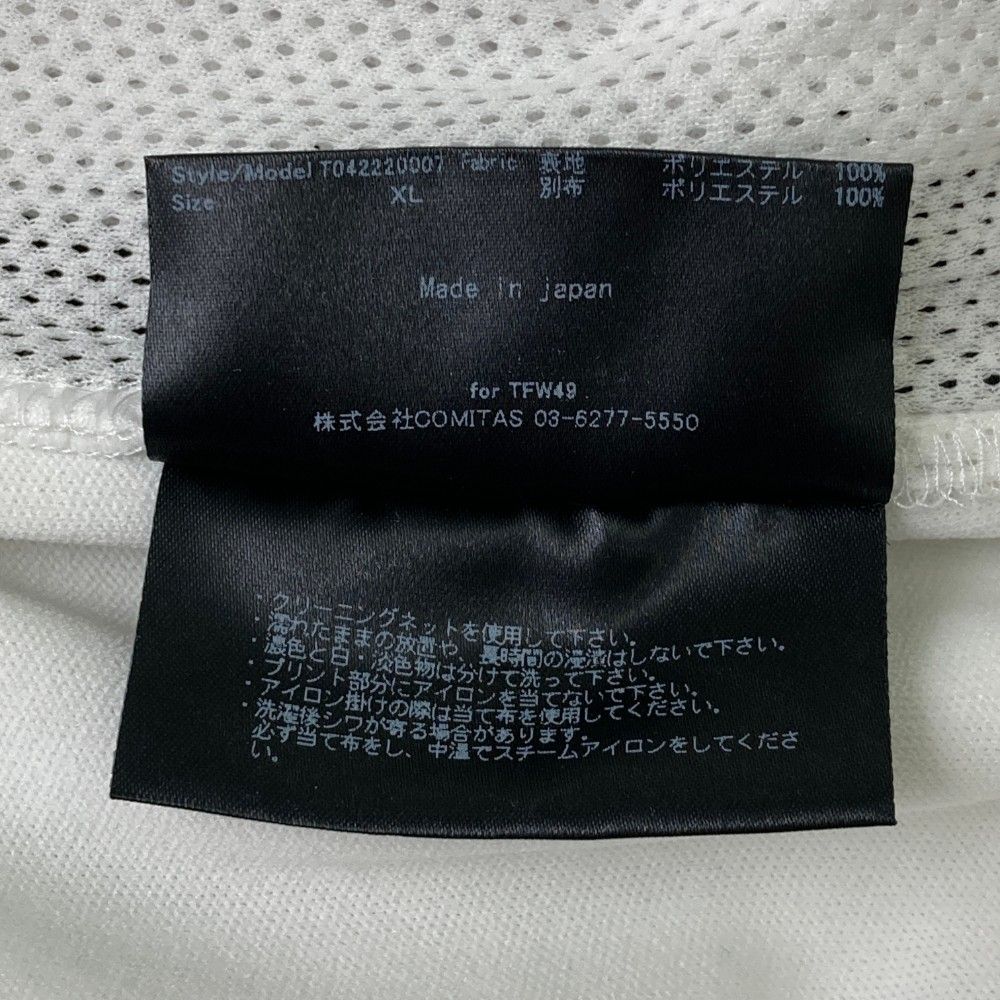 Style/Model T042220007 Fabric 表地 ポリエステル 100%
Size XL 別布 ポリエステル 100%
Made in japan
for TFW49
株式会社COMITAS 03-6277-5550
・クリーニングネットを使用して下さい。
・濡れたままの放置や、長時間の浸漬はしないで下さい。
・濃色と白・淡色物はわけて洗って下さい。
・プリント部分にアイロンを当てないで下さい。
・アイロン掛けの際は当て布を使用してください。
・洗濯後シワが寄る場合があります。
必ず当て布をし、中温でスチームアイロンをしてくださ
い。